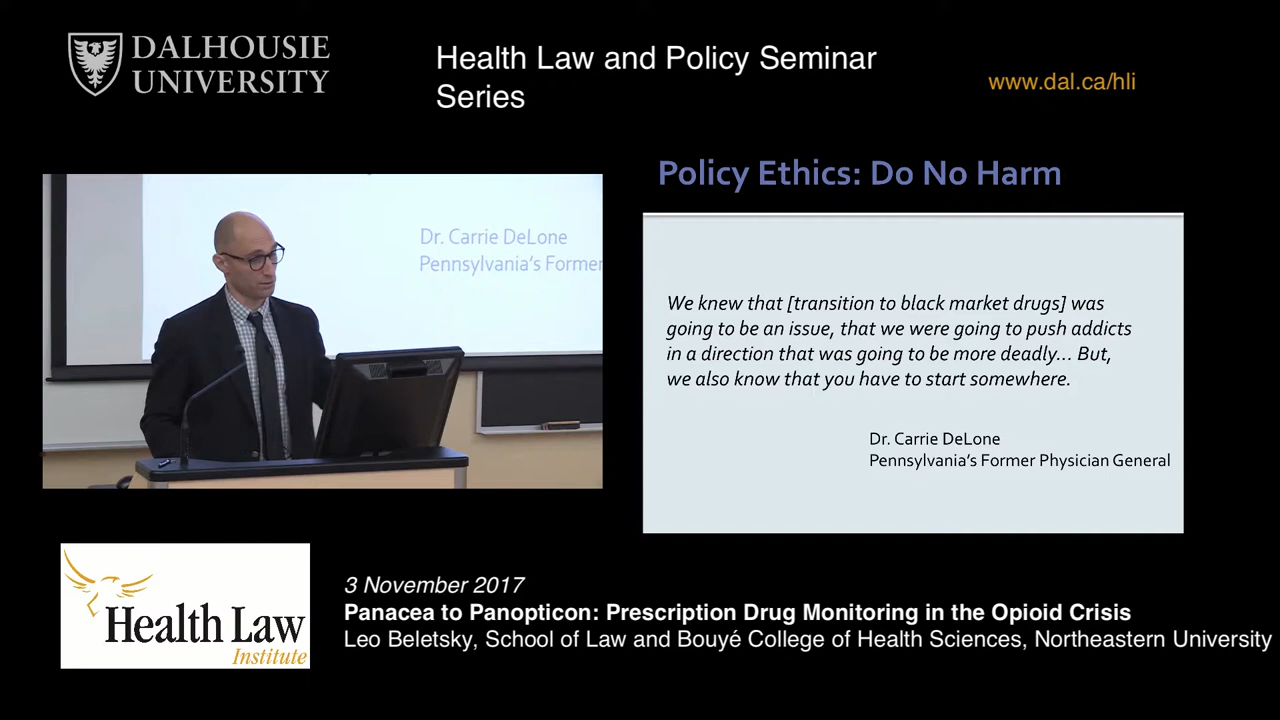 DALHOUSIE
UNIVERSITY
Health Law and Policy Seminar
Series
www.dal.ca/hli
Policy Ethics: Do No Harm
Dr. Carrie DeLone
Pennsylvania's Former
We knew that [transition to black market drugs] was
going to be an issue, that we were going to push addicts
in a direction that was going to be more deadly... But,
we also know that you have to start somewhere.
Dr. Carrie DeLone
Pennsylvania's Former Physician General
Health Law
Institute
3 November 2017
Panacea to Panopticon: Prescription Drug Monitoring in the Opioid Crisis
Leo Beletsky, School of Law and Bouyé College of Health Sciences, Northeastern University